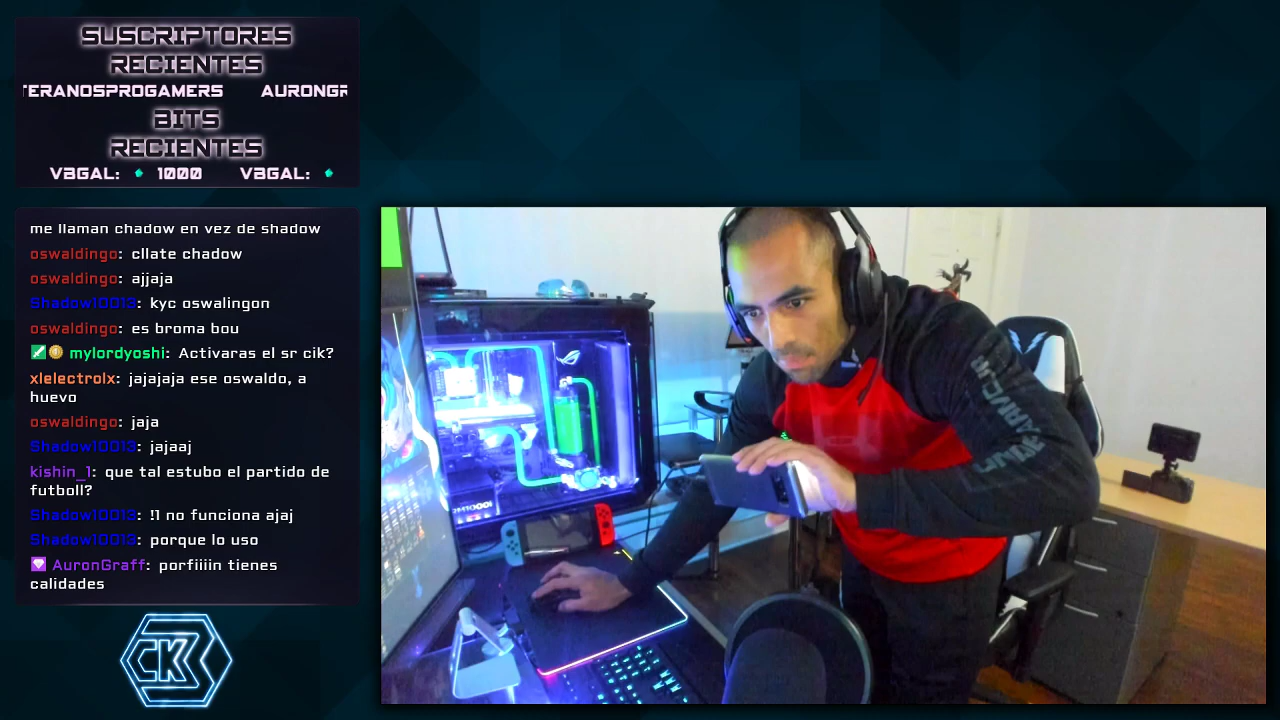 SUSCRIPTORES
RECIENTES
TERANOSPROGAMERS AURONGR
BITS
RECIENTES
VBGAL: 1000 VBGAL:
me llaman chadow en vez de shadow
oswaldingo: cllate chadow
oswaldingo: ajjaja
Shadow10013: kyc oswalingon
oswaldingo: es broma bou
mylordyoshi: Activaras el sr cik?
xlelectrolx: jajajaja ese oswaldo, a
huevo
oswaldingo: jaja
Shadow10013: jajaaj
kishin_1: que tal estubo el partido de
futboll?
Shadow10013: !1 no funciona ajaj
Shadow10013: porque lo uso
AuronGraff: porfiiiin tienes
calidades
CK3